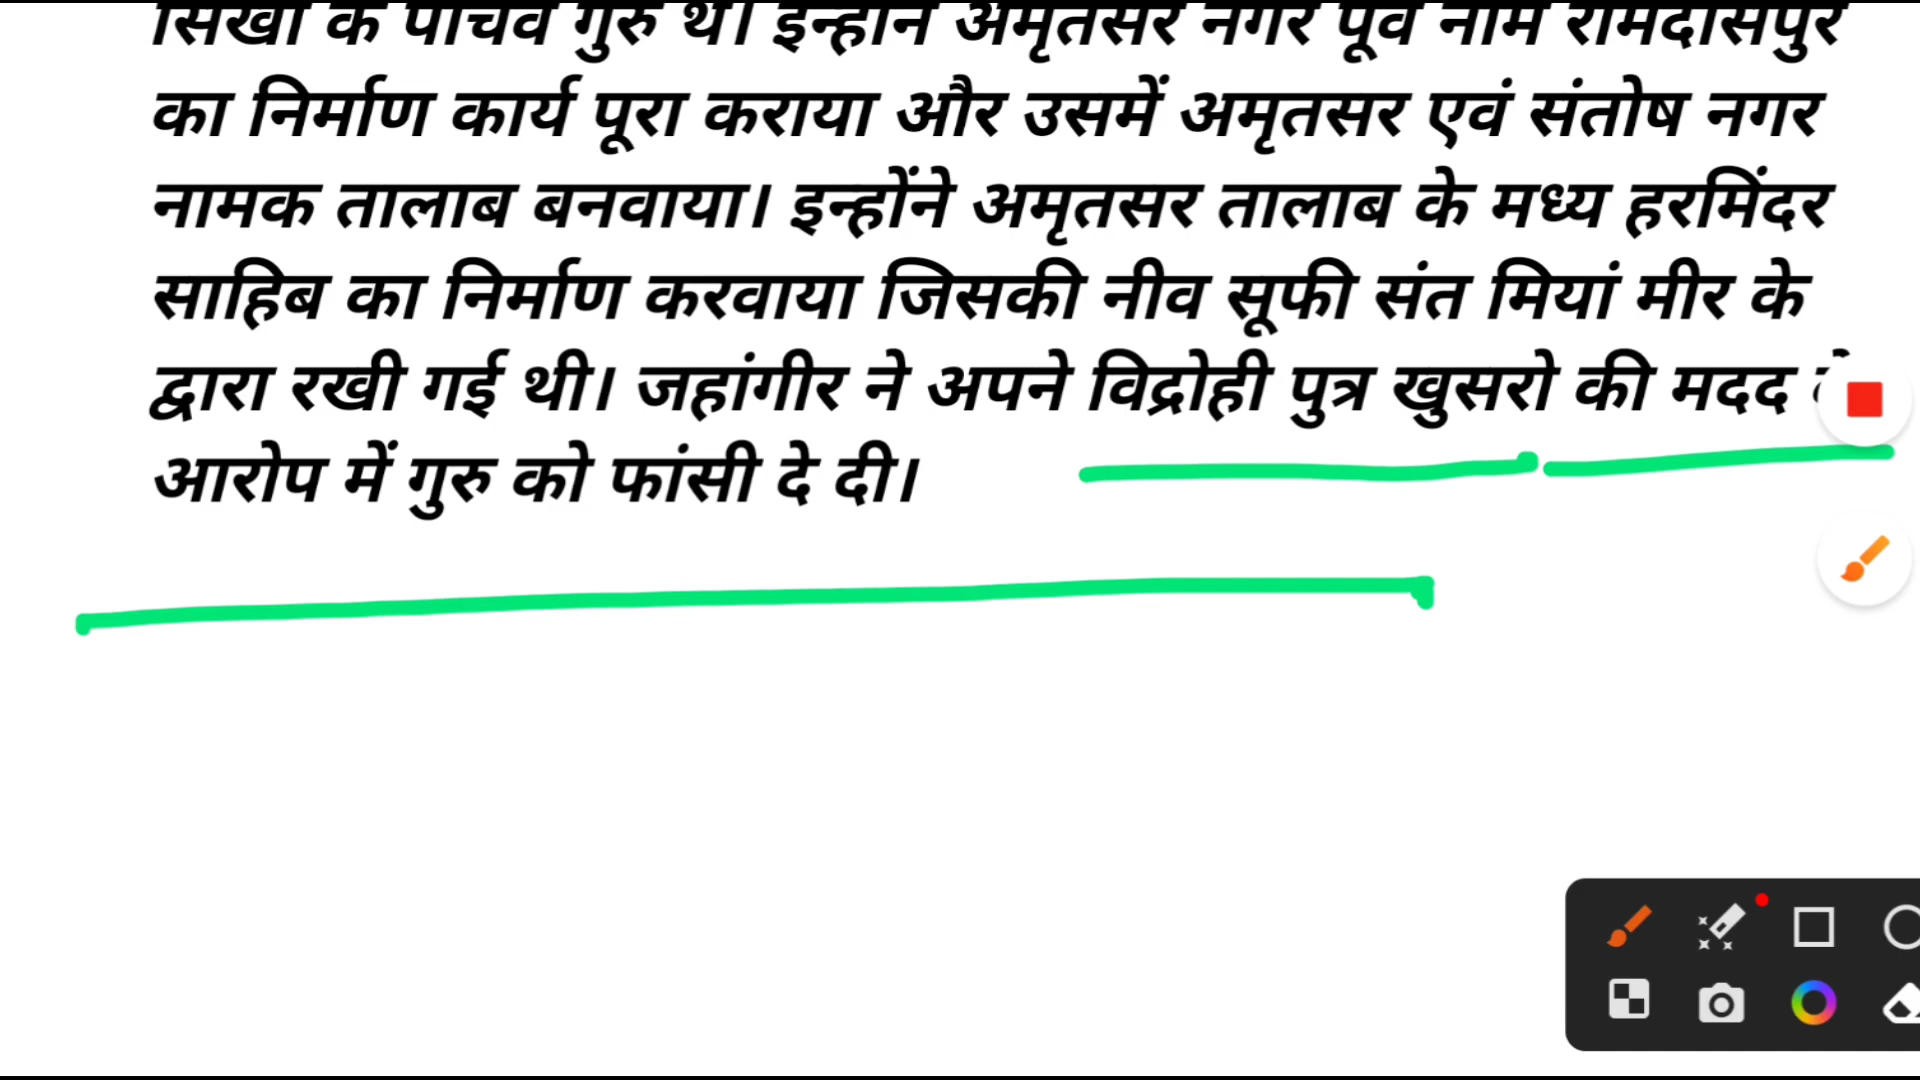 सिखों के पांचवें गुरु थे। इन्होंने अमृतसर नगर पूर्व नाम रामदासपुर
का निर्माण कार्य पूरा कराया और उसमें अमृतसर एवं संतोष नगर
नामक तालाब बनवाया। इन्होंने अमृतसर तालाब के मध्य हरमिंदर
साहिब का निर्माण करवाया जिसकी नीव सूफी संत मियां मीर के
द्वारा रखी गई थी। जहांगीर ने अपने विद्रोही पुत्र खुसरो की मदद
आरोप में गुरु को फांसी दे दी।